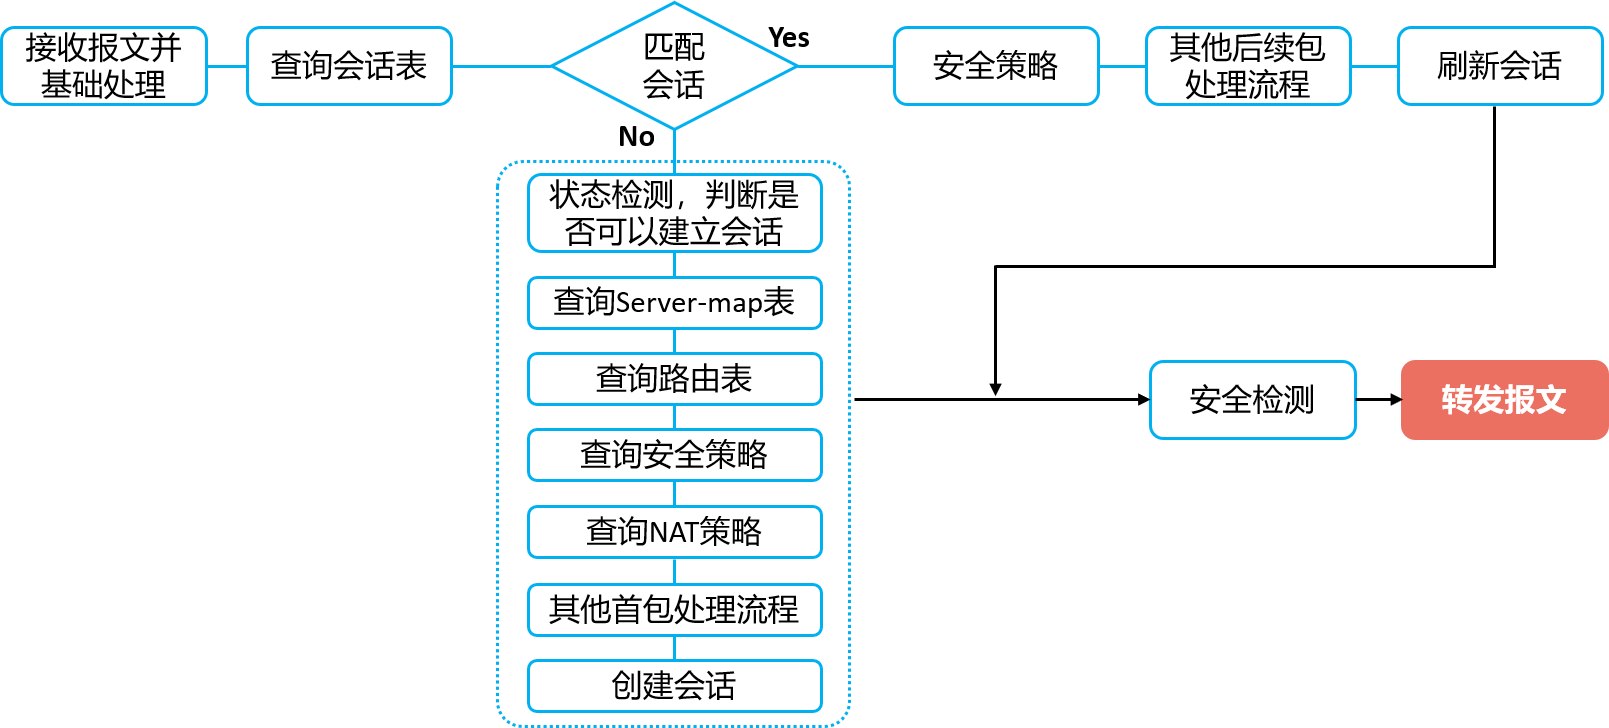 接收报文并
基础处理
查询会话表
匹配
会话
Yes
安全策略
其他后续包
处理流程
刷新会话
No
状态检测，判断是
否可以建立会话
查询Server-map表
查询路由表
查询安全策略
查询NAT策略
其他首包处理流程
创建会话
安全检测
转发报文